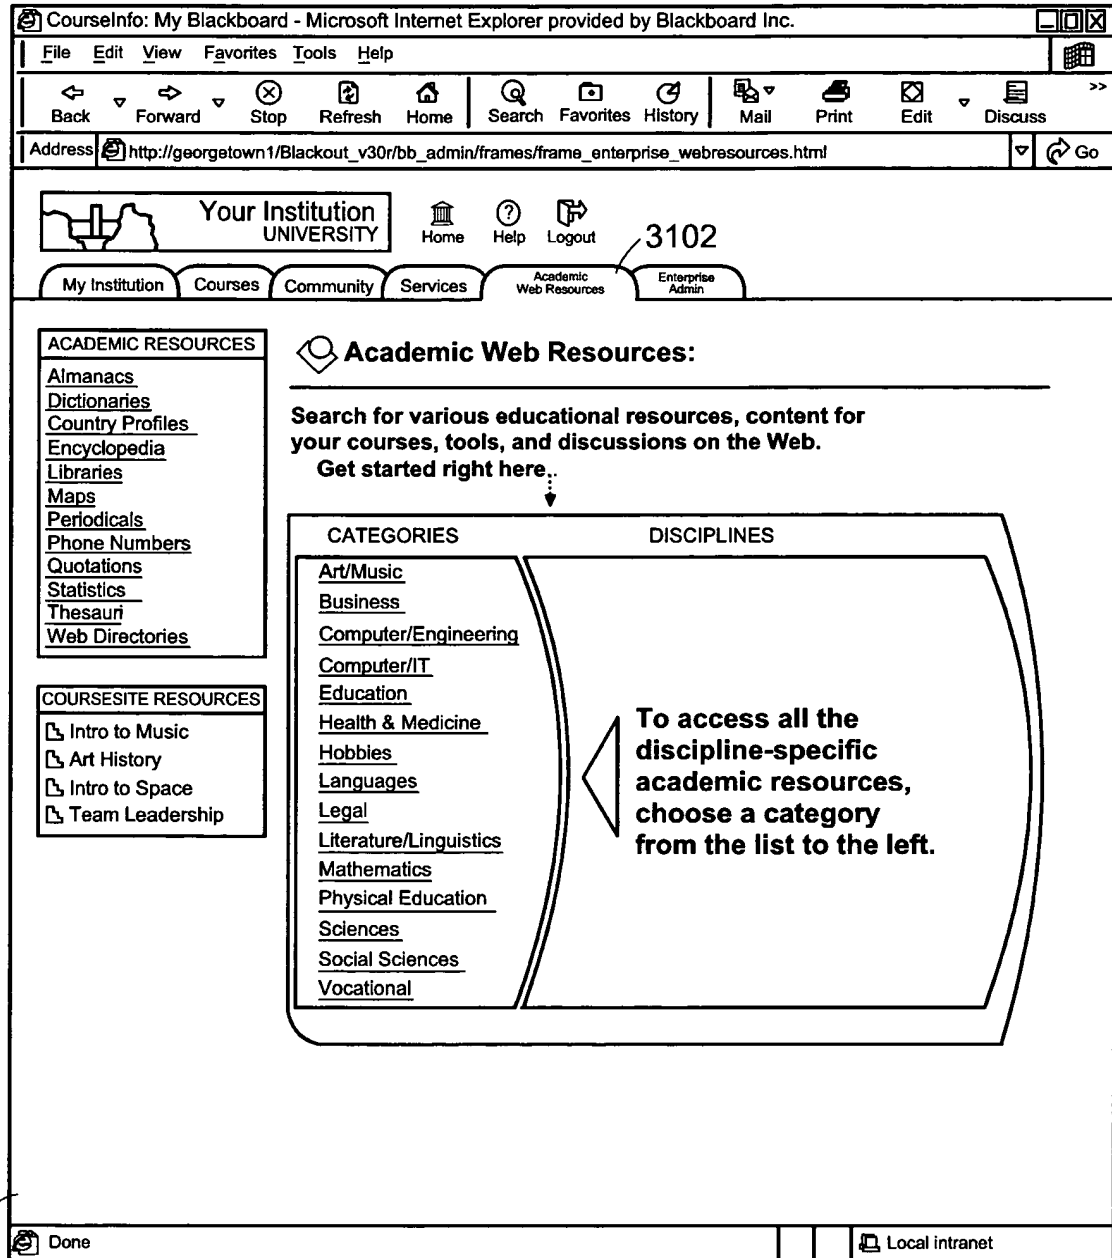 CourseInfo: My Blackboard - Microsoft Internet Explorer provided by Blackboard Inc.
File Edit View Favorites Tools Help
Back Forward Stop Refresh Home Search Favorites History Mail Print Edit Discuss >>
Address http://georgetown1/Blackout_v30r/bb_admin/frames/frame_enterprise_webresources.html Go
Your Institution
UNIVERSITY
Home Help Logout
3102
My Institution Courses Community Services Academic Web Resources Enterprise Admin
ACADEMIC RESOURCES
Almanacs
Dictionaries
Country Profiles
Encyclopedia
Libraries
Maps
Periodicals
Phone Numbers
Quotations
Statistics
Thesauri
Web Directories
COURSESITE RESOURCES
Intro to Music
Art History
Intro to Space
Team Leadership
Academic Web Resources:
Search for various educational resources, content for
your courses, tools, and discussions on the Web.
Get started right here..
CATEGORIES DISCIPLINES
Art/Music
Business
Computer/Engineering
Computer/IT
Education
Health & Medicine
Hobbies
Languages
Legal
Literature/Linguistics
Mathematics
Physical Education
Sciences
Social Sciences
Vocational
To access all the
discipline-specific
academic resources,
choose a category
from the list to the left.
Done Local intranet